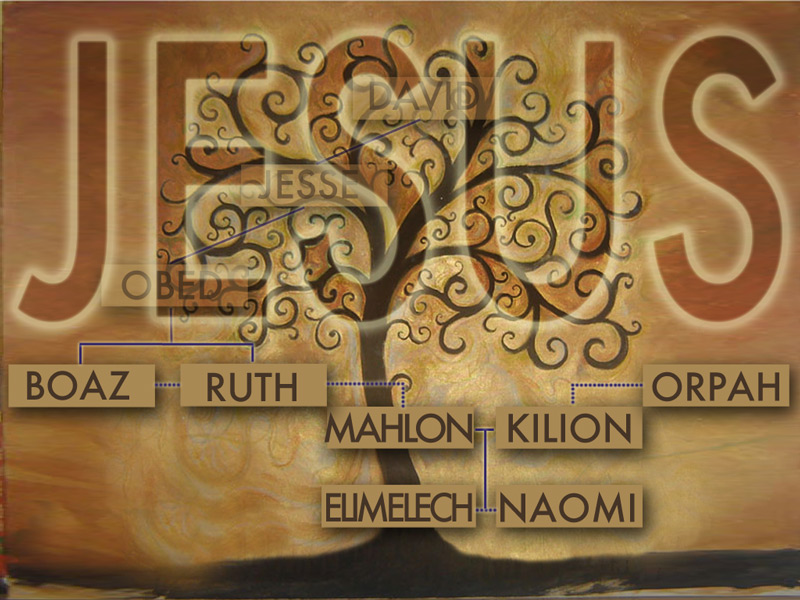 JESUS
DAVID
JESSE
OBED
BOAZ RUTH ORPAH
MAHLON KILION
ELIMELECH NAOMI